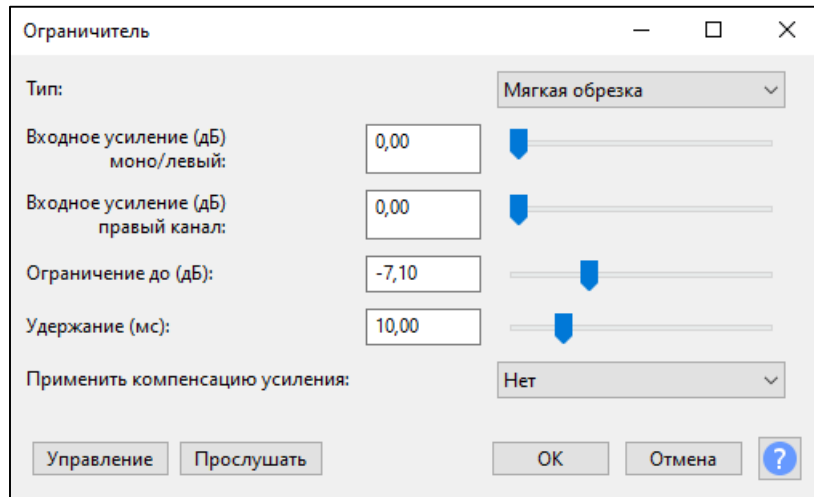 Ограничитель
Тип:
Мягкая обрезка
Входное усиление (дБ)
моно/левый:
0,00
Входное усиление (дБ)
правый канал:
0,00
Ограничение до (дБ):
-7,10
Удержание (мс):
10,00
Применить компенсацию усиления:
Нет
Управление
Прослушать
ОК
Отмена
?